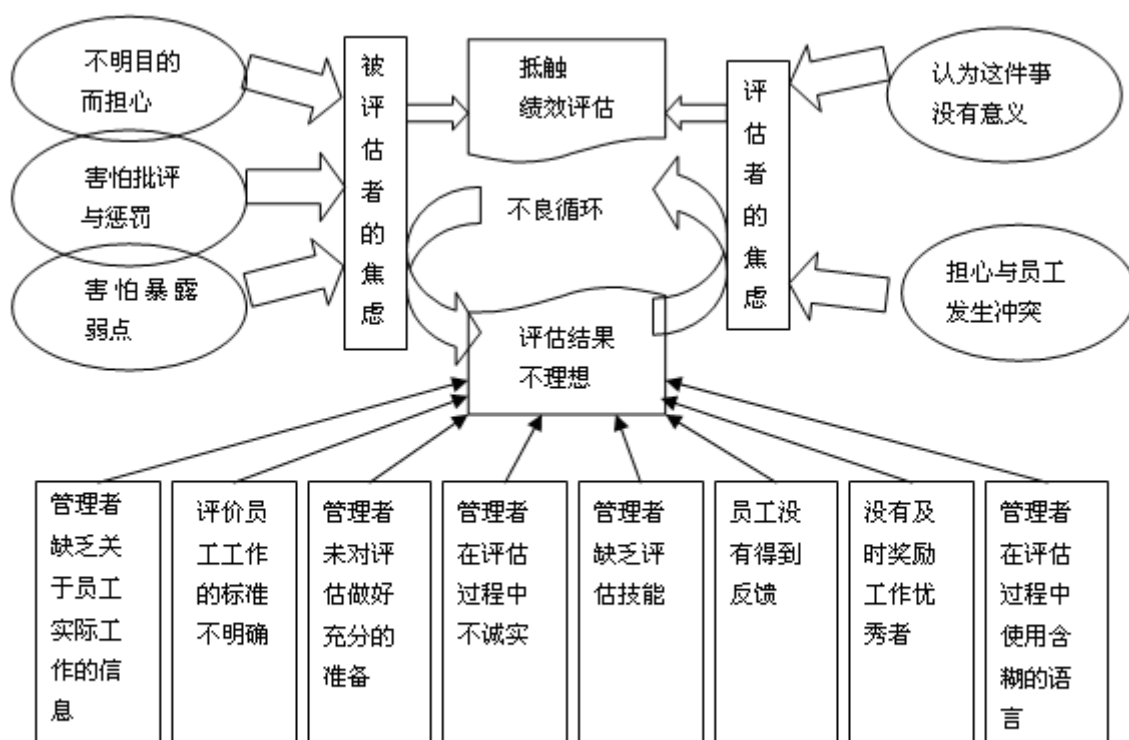 不明目的
而担心
害怕批评
与惩罚
害怕暴露
弱点
被评估者的焦虑
抵触
绩效评估
不良循环
评估结果
不理想
评估者的焦虑
认为这件事
没有意义
担心与员工
发生冲突
管理者
缺乏关
于员工
实际工
作的信
息
评价员
工工作
的标准
不明确
管理者
未对评
估做好
充分的
准备
管理者
在评估
过程中
不诚实
管理者
缺乏评
估技能
员工没
有得到
反馈
没有及
时奖励
工作优
秀者
管理者
在评估
过程中
使用含
糊的语
言